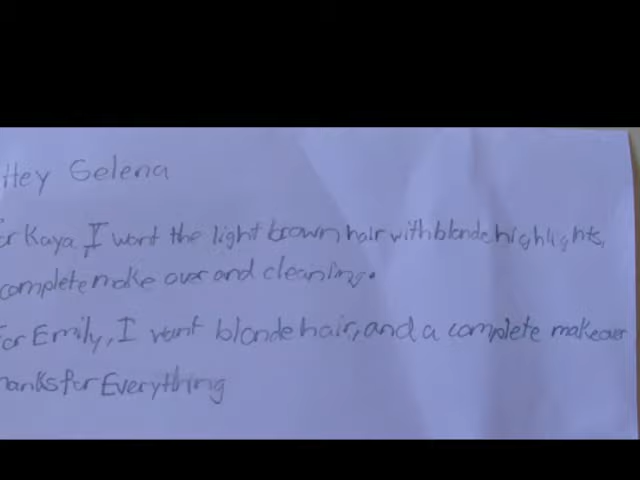 Hey Gelena
or Kaya, I want the light brown hair with blonde highlights,
complete make over and cleaning.
For Emily, I want blonde hair, and a complete makeover
hanks for Everything